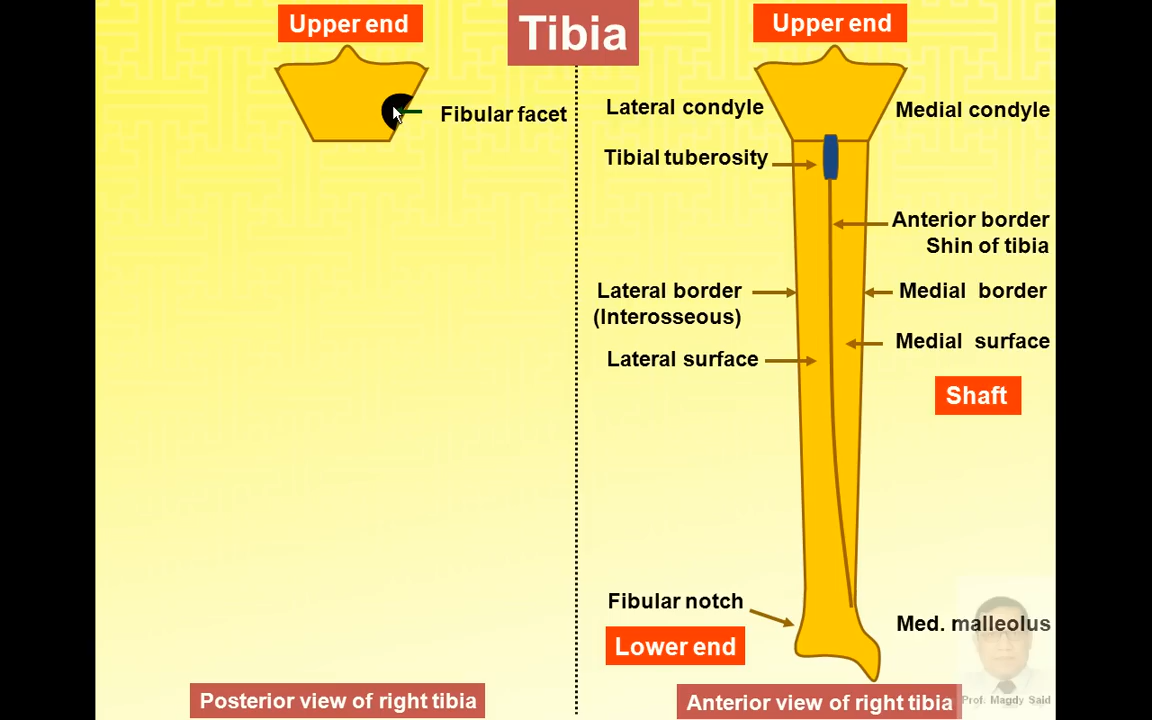 Tibia
Upper end
Fibular facet
Posterior view of right tibia
Upper end
Lateral condyle
Medial condyle
Tibial tuberosity
Anterior border
Shin of tibia
Lateral border
(Interosseous)
Medial border
Medial surface
Lateral surface
Shaft
Fibular notch
Med. malleolus
Lower end
Anterior view of right tibia
Prof. Magdy Said